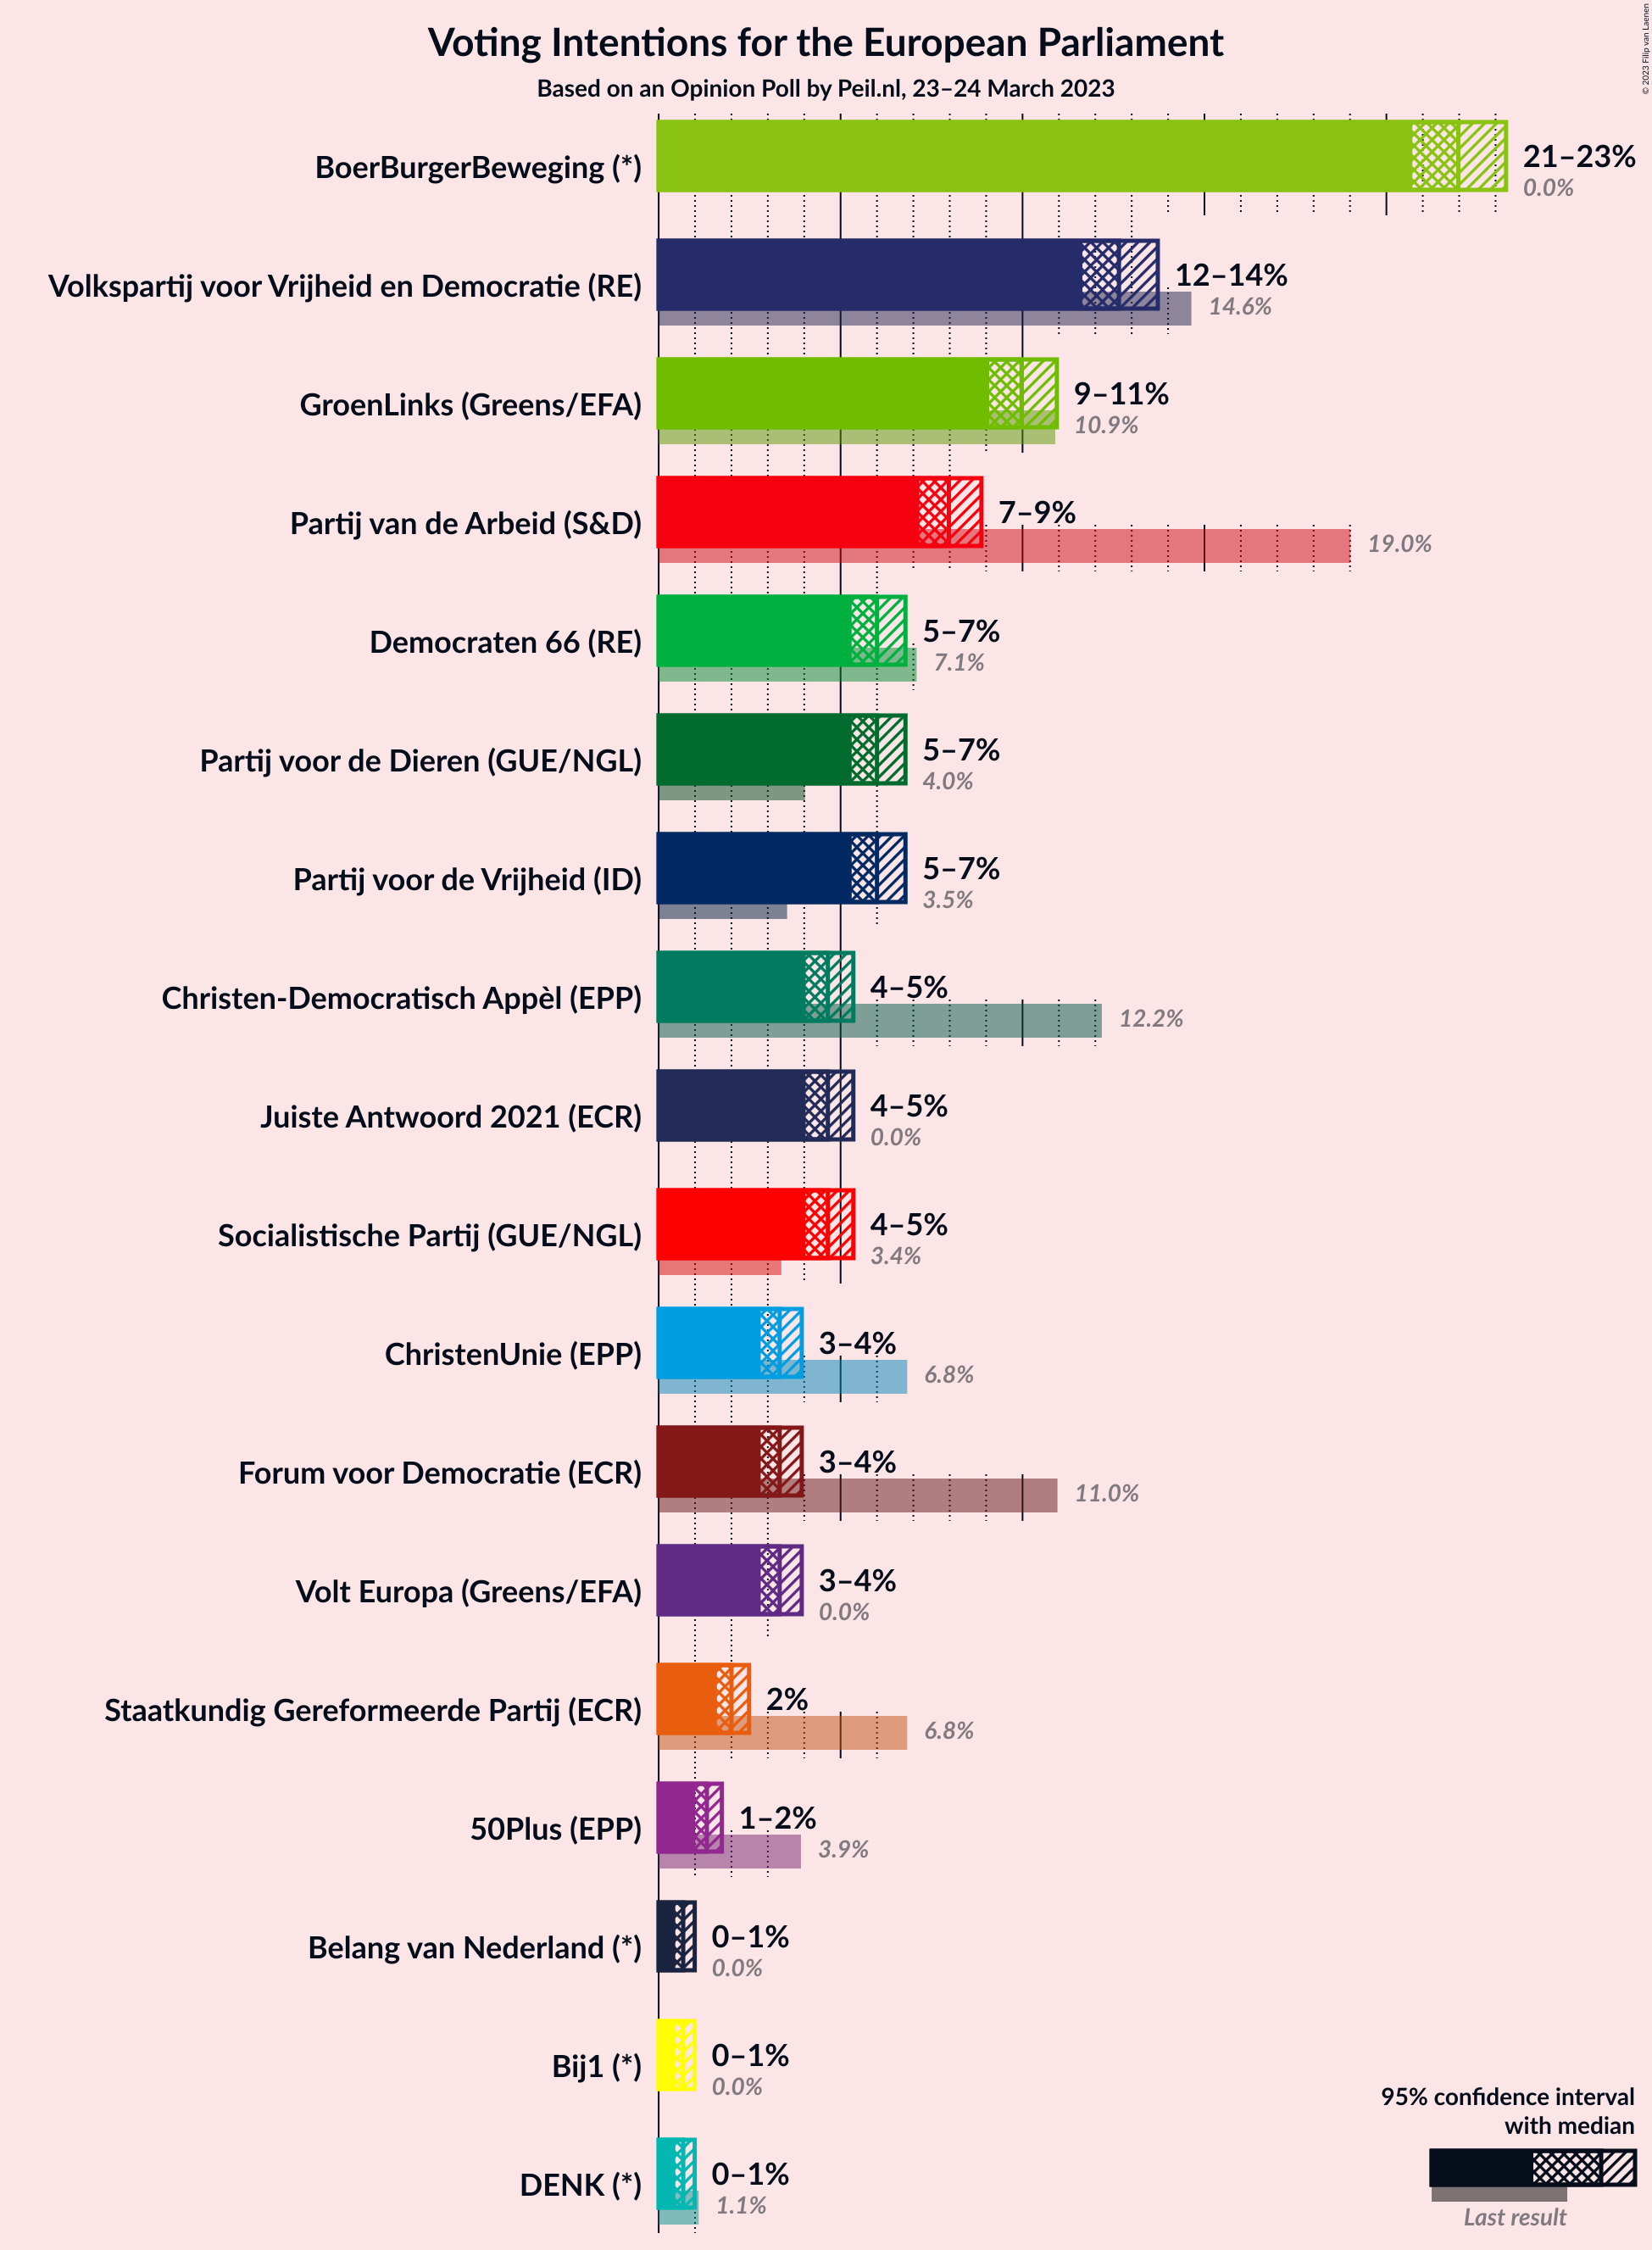 © 2023 Filip van Laenen
Voting Intentions for the European Parliament
Based on an Opinion Poll by Peil.nl, 23–24 March 2023
BoerBurgerBeweging (*)
21–23%
0.0%
Volkspartij voor Vrijheid en Democratie (RE)
12–14%
14.6%
GroenLinks (Greens/EFA)
9–11%
10.9%
Partij van de Arbeid (S&D)
7–9%
19.0%
Democraten 66 (RE)
5–7%
7.1%
Partij voor de Dieren (GUE/NGL)
5–7%
4.0%
Partij voor de Vrijheid (ID)
5–7%
3.5%
Christen-Democratisch Appèl (EPP)
4–5%
12.2%
Juiste Antwoord 2021 (ECR)
4–5%
0.0%
Socialistische Partij (GUE/NGL)
4–5%
3.4%
ChristenUnie (EPP)
3–4%
6.8%
Forum voor Democratie (ECR)
3–4%
11.0%
Volt Europa (Greens/EFA)
3–4%
0.0%
Staatkundig Gereformeerde Partij (ECR)
2%
6.8%
50Plus (EPP)
1–2%
3.9%
Belang van Nederland (*)
0–1%
0.0%
Bij1 (*)
0–1%
0.0%
DENK (*)
0–1%
1.1%
95% confidence interval
with median
Last result